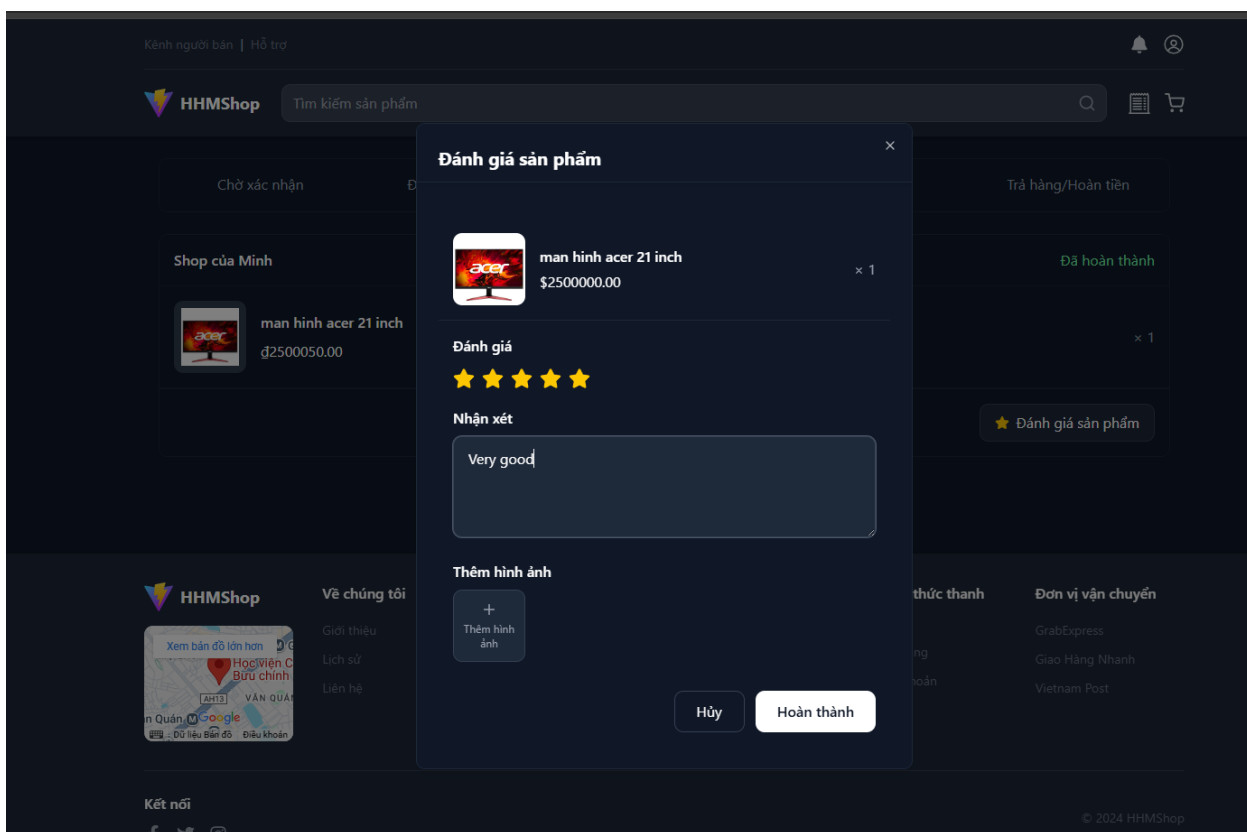 Kênh người bán | Hỗ trợ
HHMShop
Tìm kiếm sản phẩm
Đánh giá sản phẩm
×
Chờ xác nhận
Trả hàng/Hoàn tiền
Shop của Minh
Đã hoàn thành
acer
man hinh acer 21 inch
₫2500050.00
× 1
acer
man hinh acer 21 inch
$2500000.00
× 1
Đánh giá
Nhận xét
Very good
Thêm hình ảnh
+
Thêm hình
ảnh
Hủy
Hoàn thành
Đánh giá sản phẩm
HHMShop
Xem bản đồ lớn hơn
Học viện C
Bưu chính
AH13
VĂN QUÁN
n Quán
Google
Dữ liệu Bản đồ
Điều khoản
Về chúng tôi
Giới thiệu
Lịch sử
Liên hệ
thức thanh
Đơn vị vận chuyển
GrabExpress
Giao Hàng Nhanh
Vietnam Post
Kết nối
© 2024 HHMShop